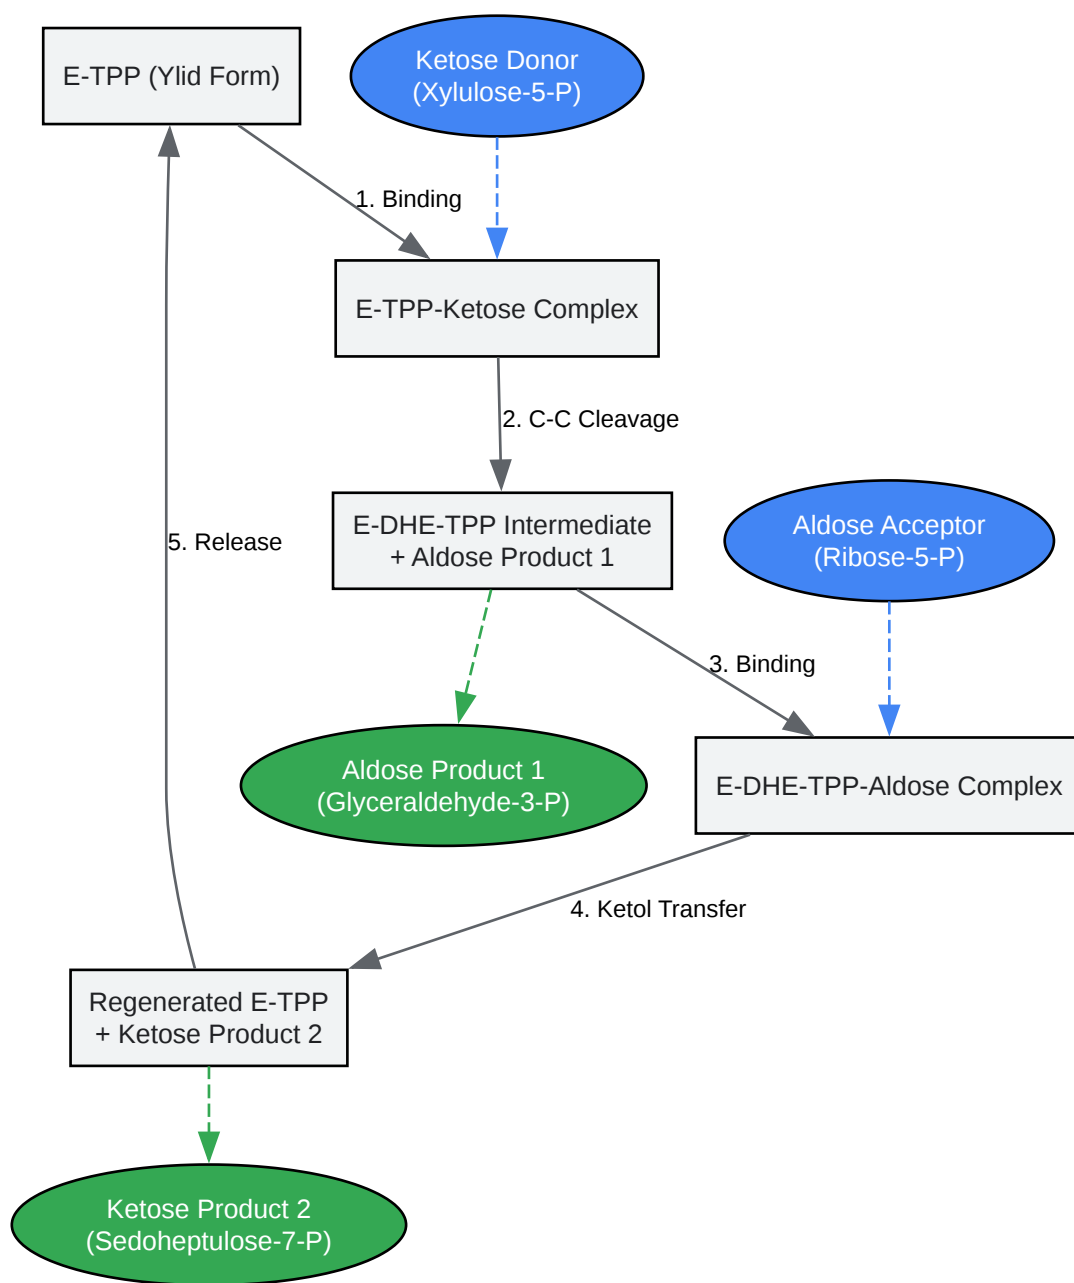 E-TPP (Ylid Form)
Ketose Donor
(Xylulose-5-P)
1. Binding
E-TPP-Ketose Complex
2. C-C Cleavage
E-DHE-TPP Intermediate
+ Aldose Product 1
Aldose Acceptor
(Ribose-5-P)
5. Release
3. Binding
Aldose Product 1
(Glyceraldehyde-3-P)
E-DHE-TPP-Aldose Complex
4. Ketol Transfer
Regenerated E-TPP
+ Ketose Product 2
Ketose Product 2
(Sedoheptulose-7-P)